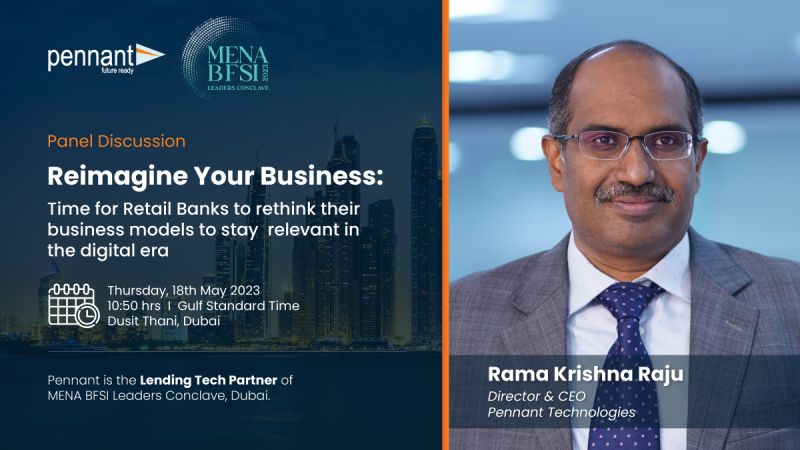 pennant
future ready
MENA
BFSI
2023
LEADERS CONCLAVE
Panel Discussion
Reimagine Your Business:
Time for Retail Banks to rethink their
business models to stay relevant in
the digital era
Thursday, 18th May 2023
10:50 hrs I Gulf Standard Time
Dusit Thani, Dubai
Pennant is the Lending Tech Partner of
MENA BFSI Leaders Conclave, Dubai.
Rama Krishna Raju
Director & CEO
Pennant Technologies